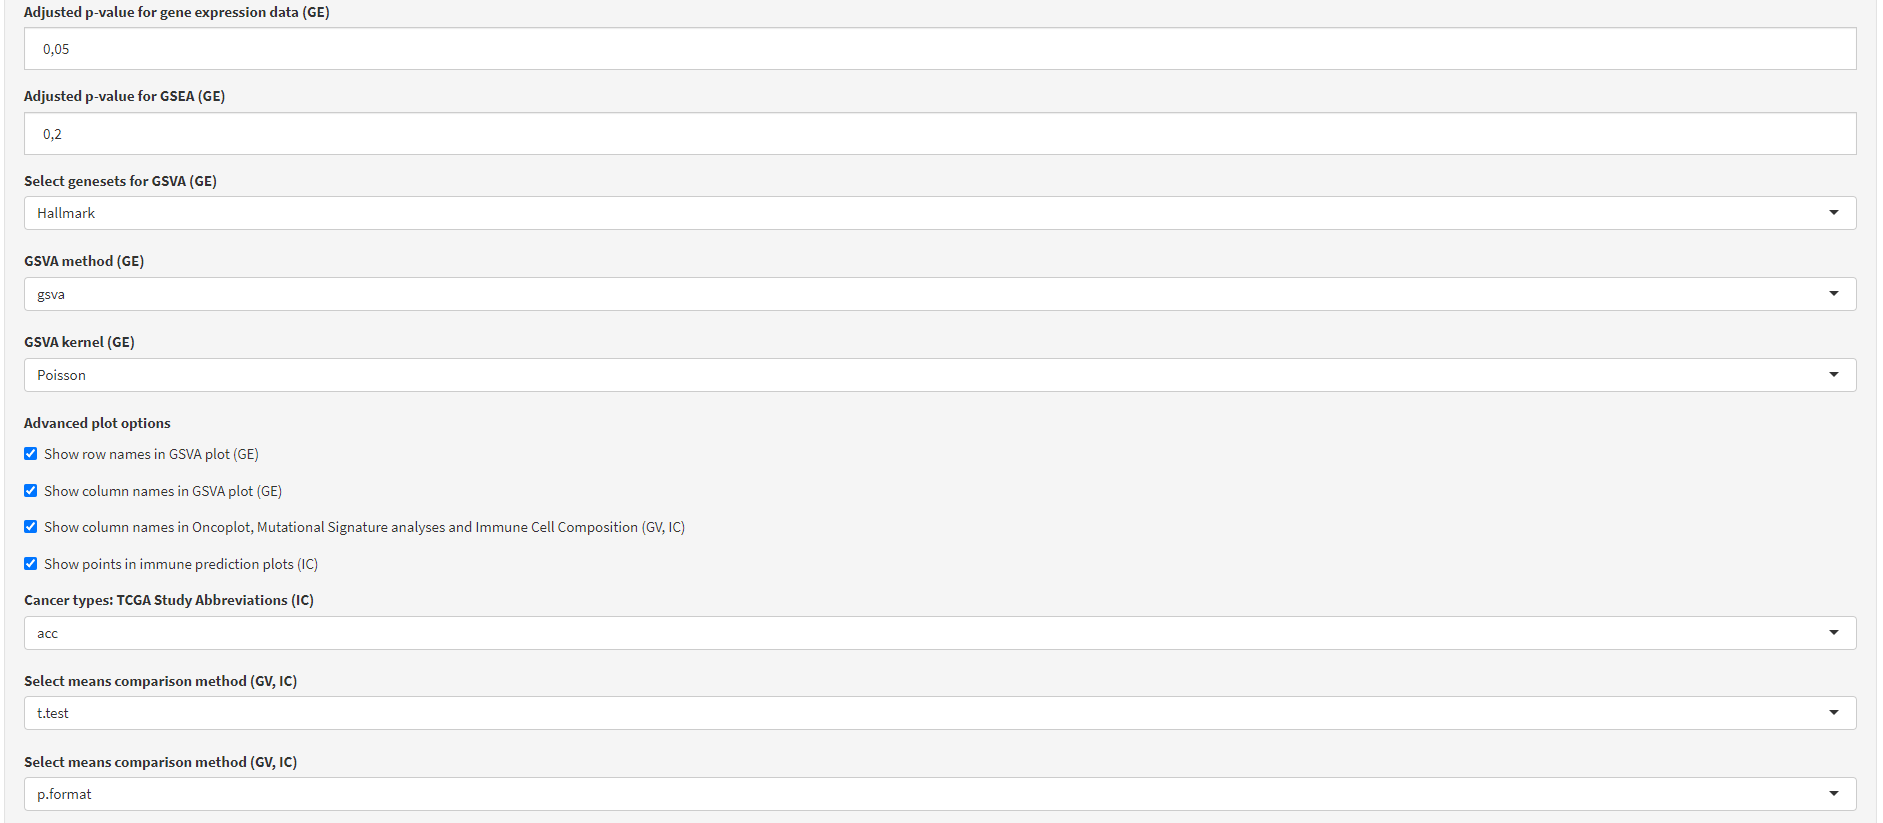 Adjusted p-value for gene expression data (GE)
0,05
Adjusted p-value for GSEA (GE)
0,2
Select genesets for GSVA (GE)
Hallmark
GSVA method (GE)
gsva
GSVA kernel (GE)
Poisson
Advanced plot options
Show row names in GSVA plot (GE)
Show column names in GSVA plot (GE)
Show column names in Oncoplot, Mutational Signature analyses and Immune Cell Composition (GV, IC)
Show points in immune prediction plots (IC)
Cancer types: TCGA Study Abbreviations (IC)
acc
Select means comparison method (GV, IC)
t.test
Select means comparison method (GV, IC)
p.format